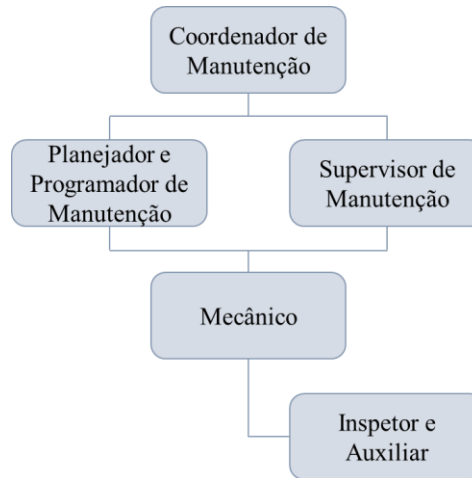 Coordenador de
Manutenção
Planejador e
Programador de
Manutenção
Supervisor de
Manutenção
Mecânico
Inspetor e
Auxiliar